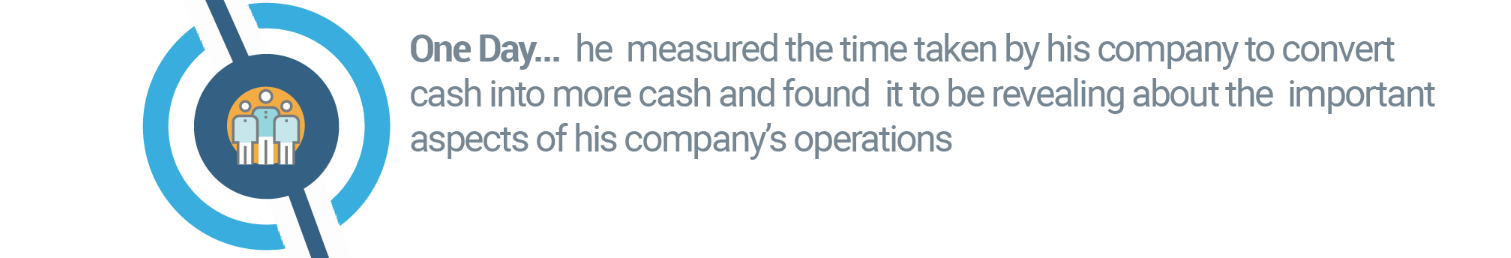 One Day... he measured the time taken by his company to convert
cash into more cash and found it to be revealing about the important
aspects of his company's operations